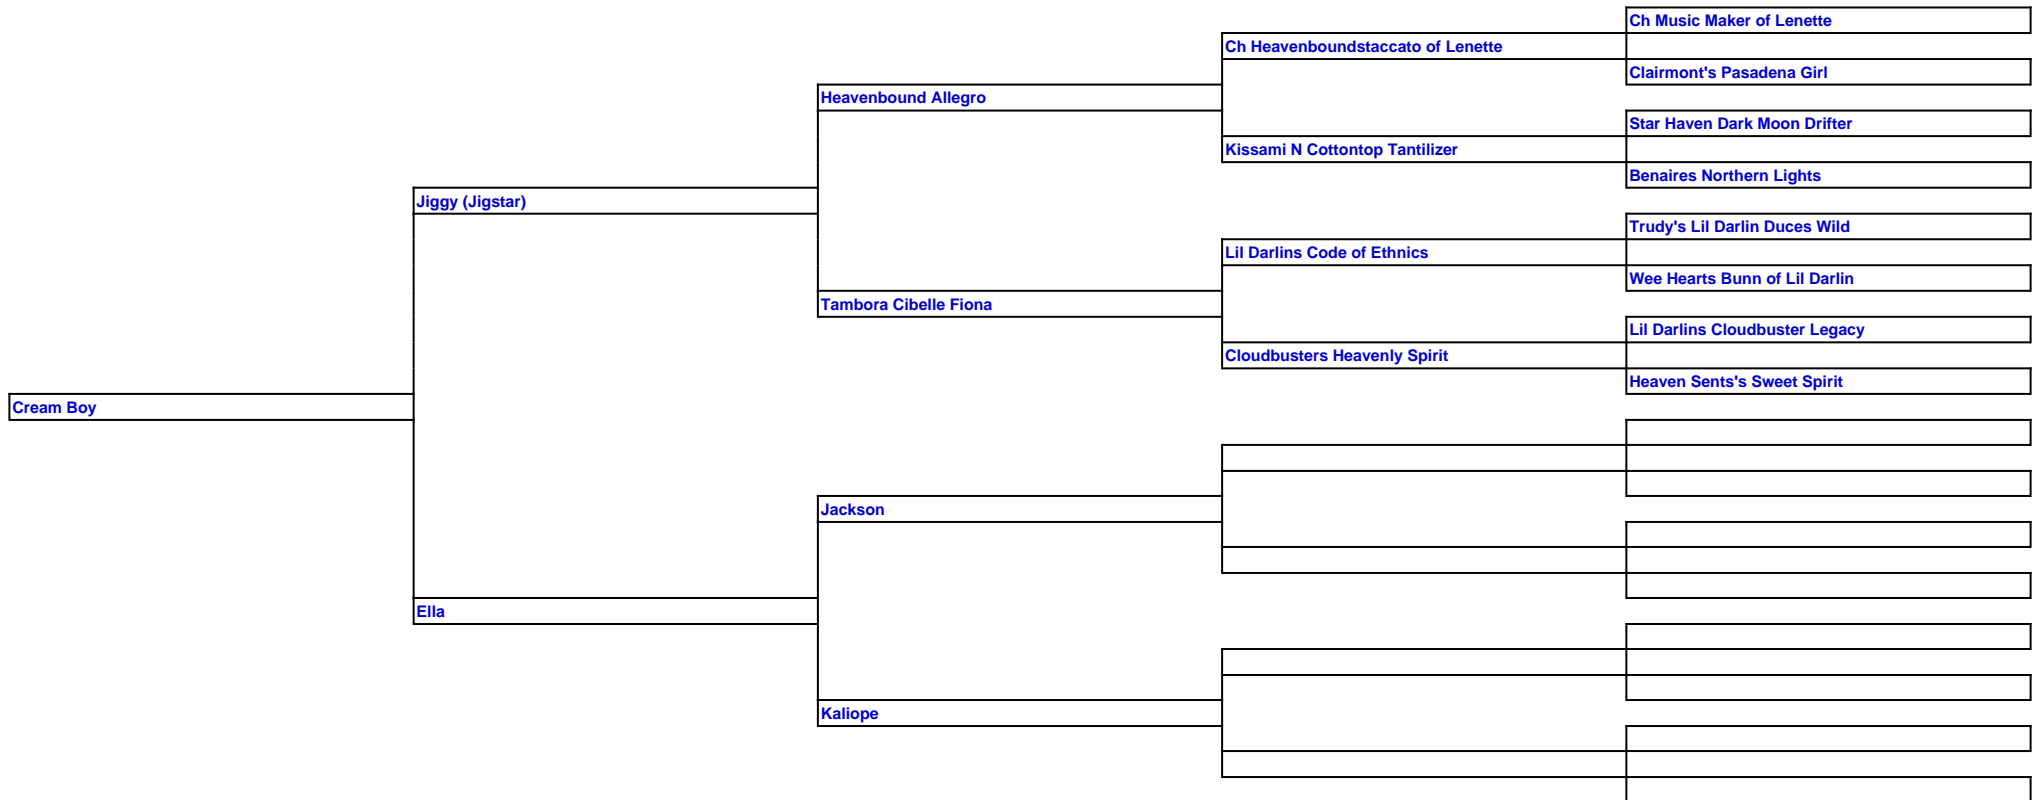 Ch Music Maker of Lenette
Ch Heavenboundstaccato of Lenette
Clairmont's Pasadena Girl
Heavenbound Allegro
Star Haven Dark Moon Drifter
Kissami N Cottontop Tantilizer
Benaires Northern Lights
Jiggy (Jigstar)
Trudy's Lil Darlin Duces Wild
Lil Darlins Code of Ethnics
Wee Hearts Bunn of Lil Darlin
Tambora Cibelle Fiona
Lil Darlins Cloudbuster Legacy
Cloudbusters Heavenly Spirit
Heaven Sents's Sweet Spirit
Cream Boy
Jackson
Ella
Kaliope